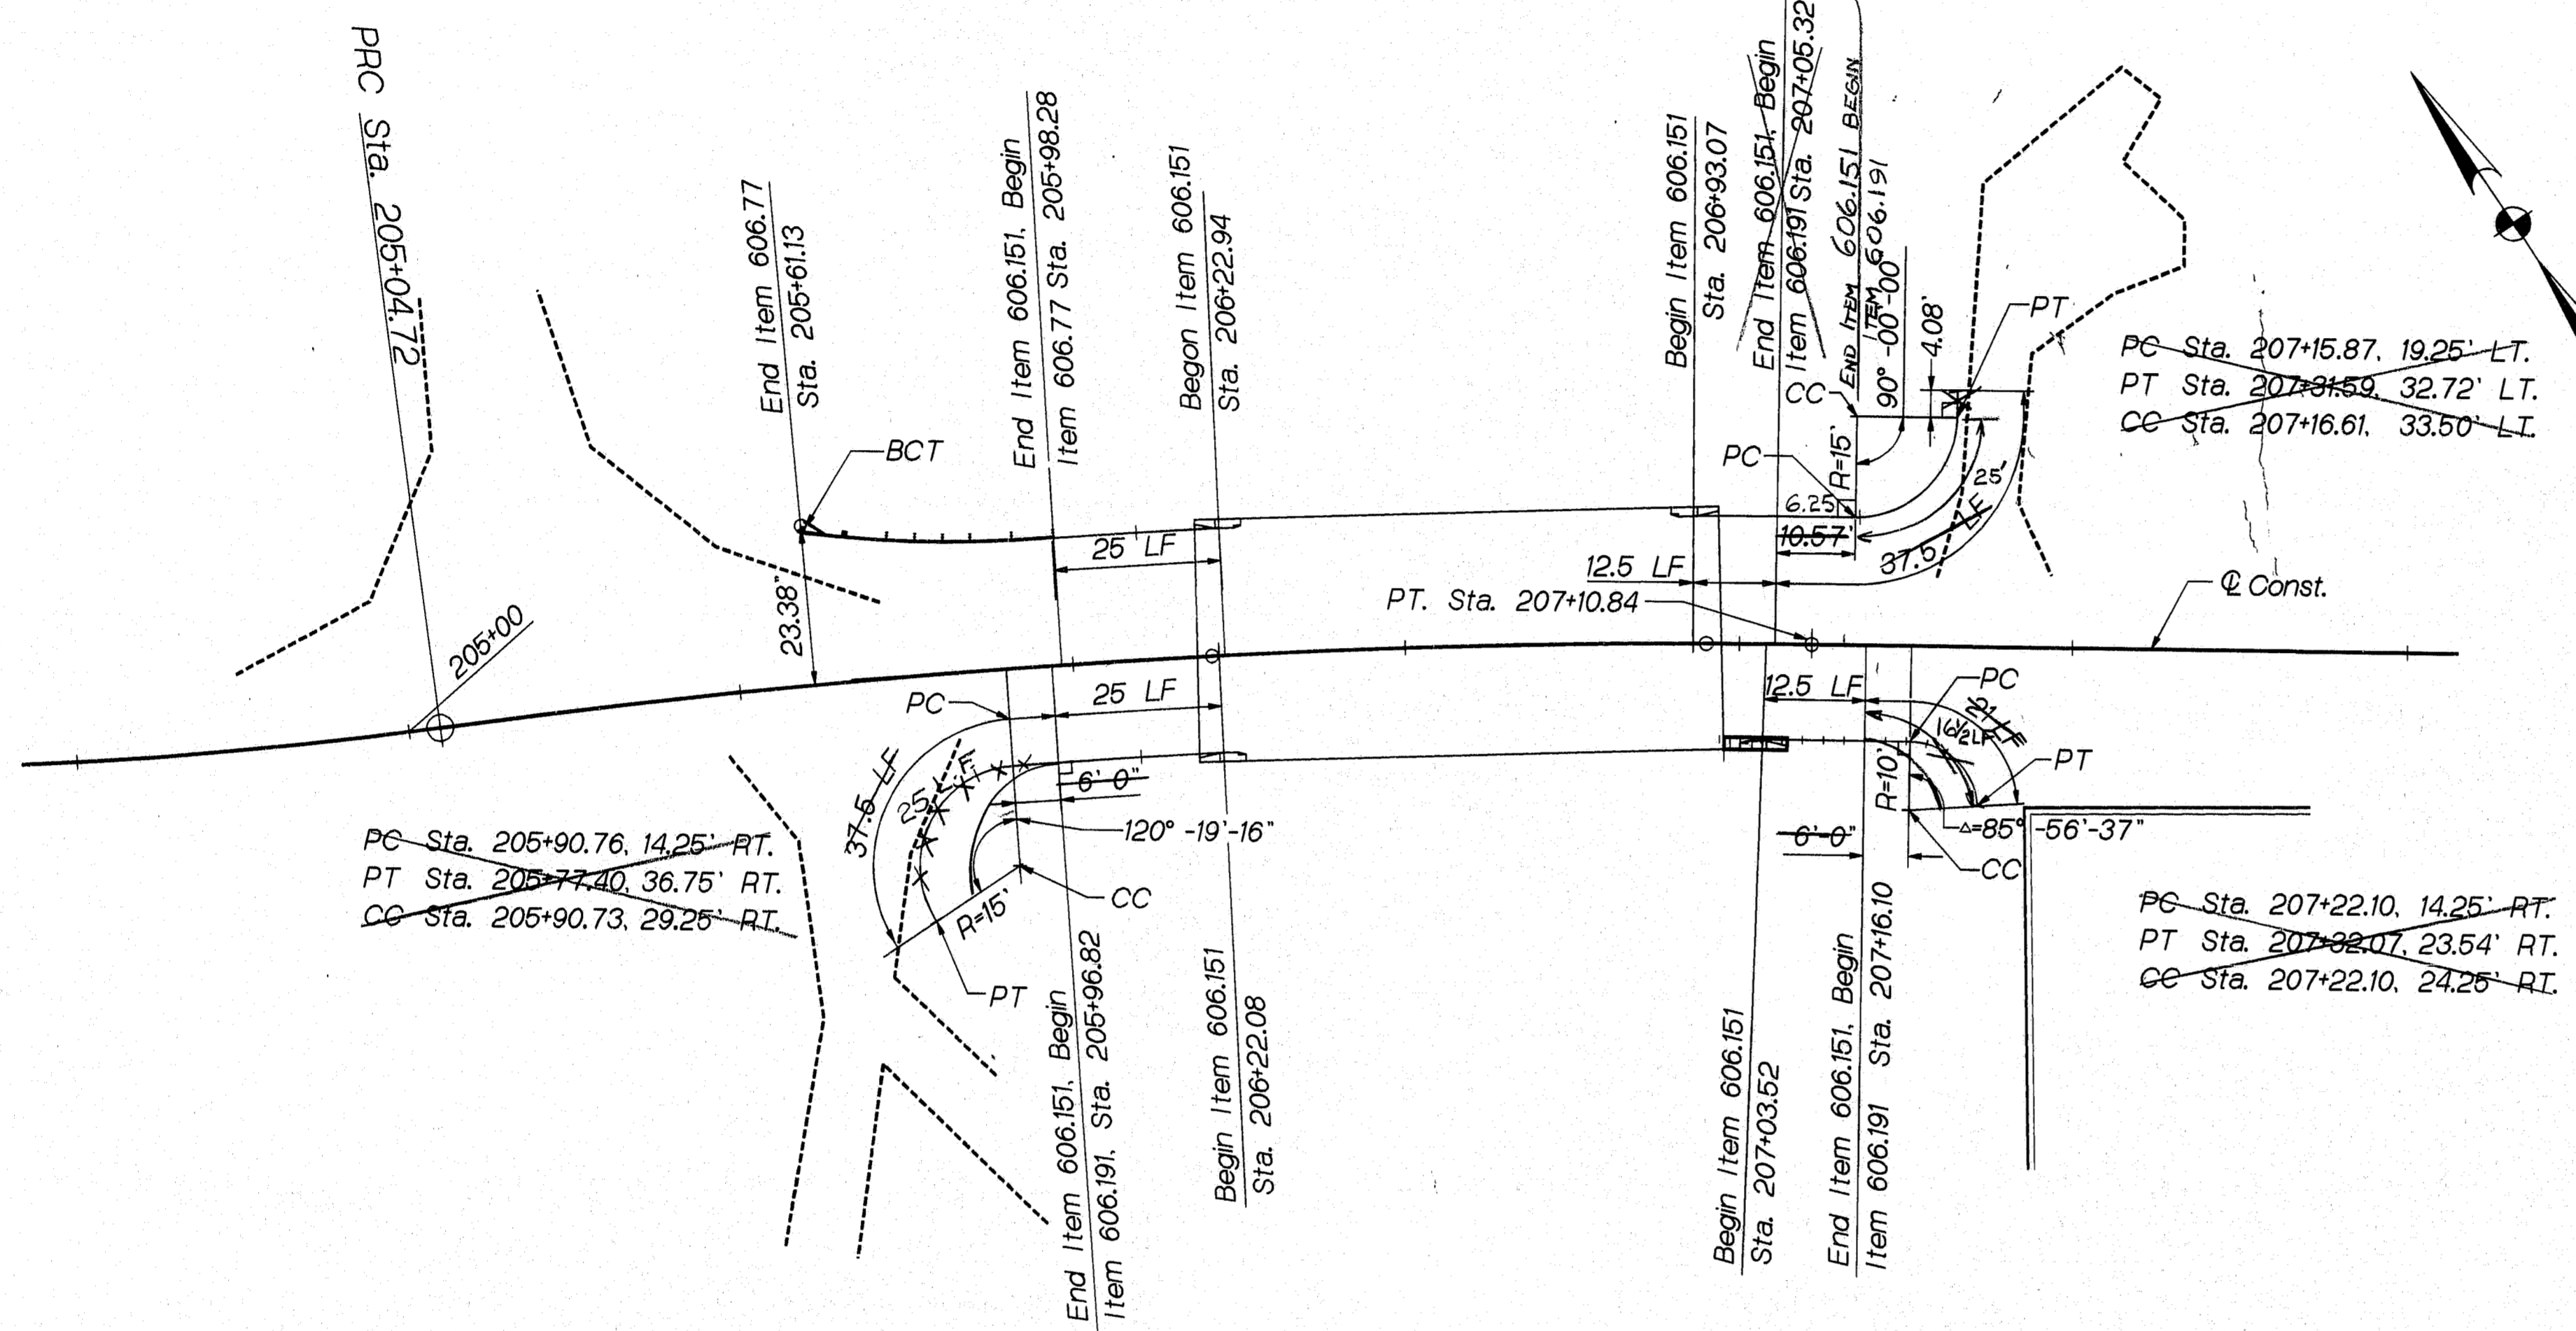 PRC Sta. 205+04.72
205+00
End Item 606.77
Sta. 205+61.13
BCT
23.38"
End Item 606.151, Begin
Item 606.77 Sta. 205+98.28
25 LF
Begon Item 606.151
Sta. 206+22.94
Begin Item 606.151
Sta. 206+93.07
End Item 606.151, Begin
Item 606.191 Sta. 207+05.32
END ITEM 606.151 BEGIN
ITEM 606.191
90° -00'-00"
4.08'
PT
CC
PC
R=15'
6.25
10.57'
25'
37.5 LF
12.5 LF
PT. Sta. 207+10.84
℄ Const.
PC Sta. 207+15.87, 19.25' LT.
PT Sta. 207+31.59, 32.72' LT.
CC Sta. 207+16.61, 33.50' LT.
PC
25 LF
37.5 LF
25 LF
6'-0"
120° -19'-16"
CC
R=15'
PT
PC Sta. 205+90.76, 14.25' RT.
PT Sta. 205+77.40, 36.75' RT.
CC Sta. 205+90.73, 29.25' RT.
End Item 606.151, Begin
Item 606.191, Sta. 205+96.82
Begin Item 606.151
Sta. 206+22.08
12.5 LF
PC
21 LF
16½ LF
PT
R=10'
Δ=85° -56'-37"
6'-0"
CC
Begin Item 606.151
Sta. 207+03.52
End Item 606.151, Begin
Item 606.191 Sta. 207+16.10
PC Sta. 207+22.10, 14.25' RT.
PT Sta. 207+32.07, 23.54' RT.
CC Sta. 207+22.10, 24.25' RT.